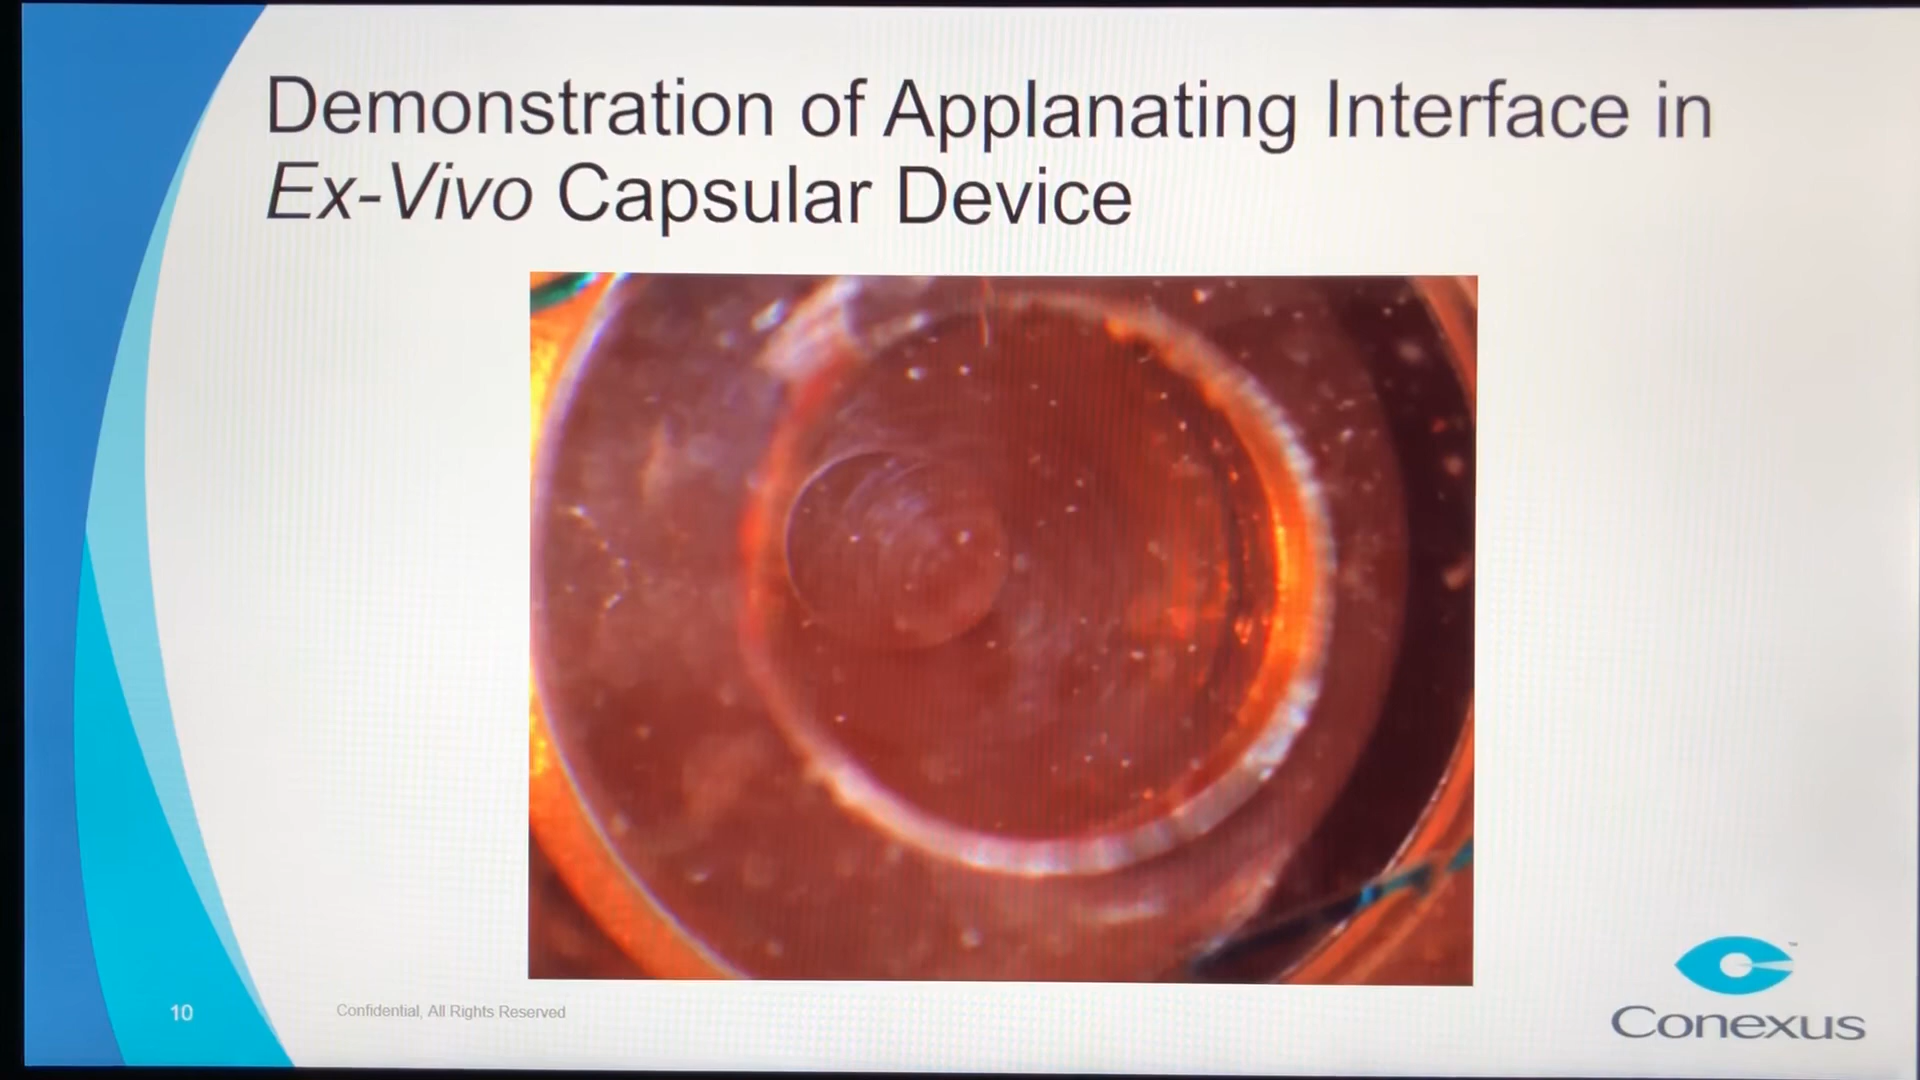 Demonstration of Applanating Interface in
Ex-Vivo Capsular Device
10
Confidential, All Rights Reserved
Conexus